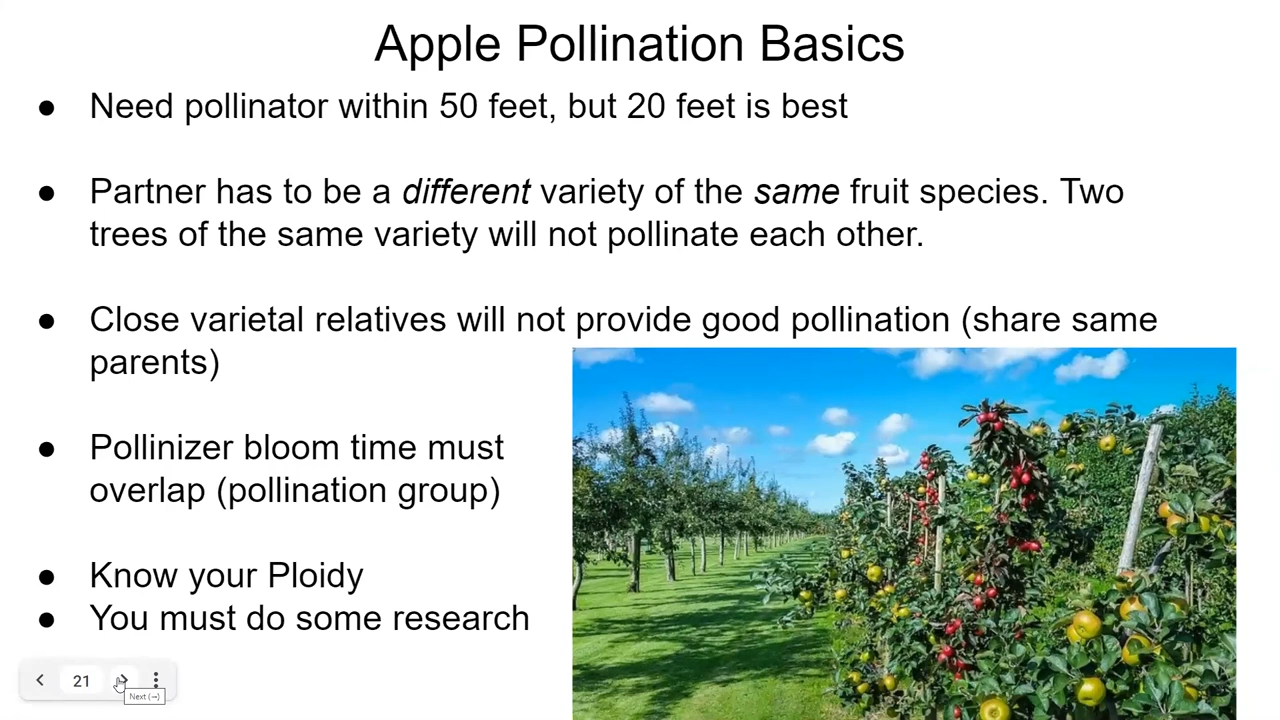 Apple Pollination Basics
● Need pollinator within 50 feet, but 20 feet is best
● Partner has to be a different variety of the same fruit species. Two
trees of the same variety will not pollinate each other.
● Close varietal relatives will not provide good pollination (share same
parents)
● Pollinizer bloom time must
overlap (pollination group)
● Know your Ploidy
● You must do some research
21
Next (→)